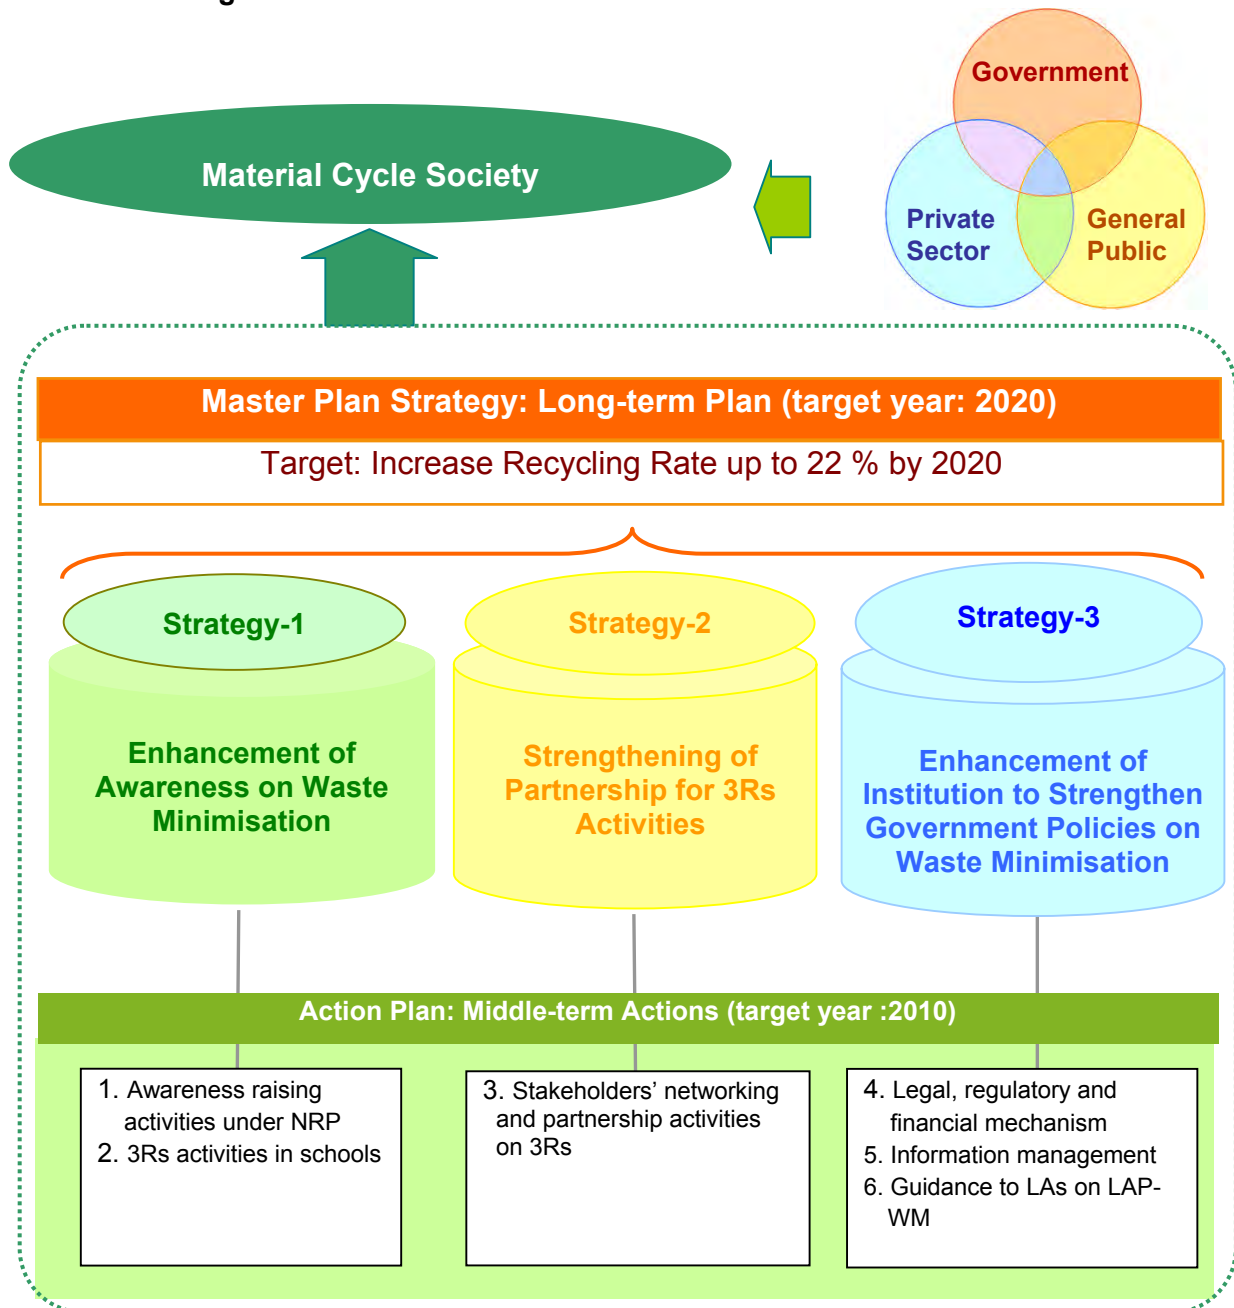 Government
Private
Sector
General
Public
Material Cycle Society
Master Plan Strategy: Long-term Plan (target year: 2020)
Target: Increase Recycling Rate up to 22 % by 2020
Strategy-1
Strategy-2
Strategy-3
Enhancement of
Awareness on Waste
Minimisation
Strengthening of
Partnership for 3Rs
Activities
Enhancement of
Institution to Strengthen
Government Policies on
Waste Minimisation
Action Plan: Middle-term Actions (target year :2010)
1. Awareness raising
activities under NRP
2. 3Rs activities in schools
3. Stakeholders’ networking
and partnership activities
on 3Rs
4. Legal, regulatory and
financial mechanism
5. Information management
6. Guidance to LAs on LAP-
WM